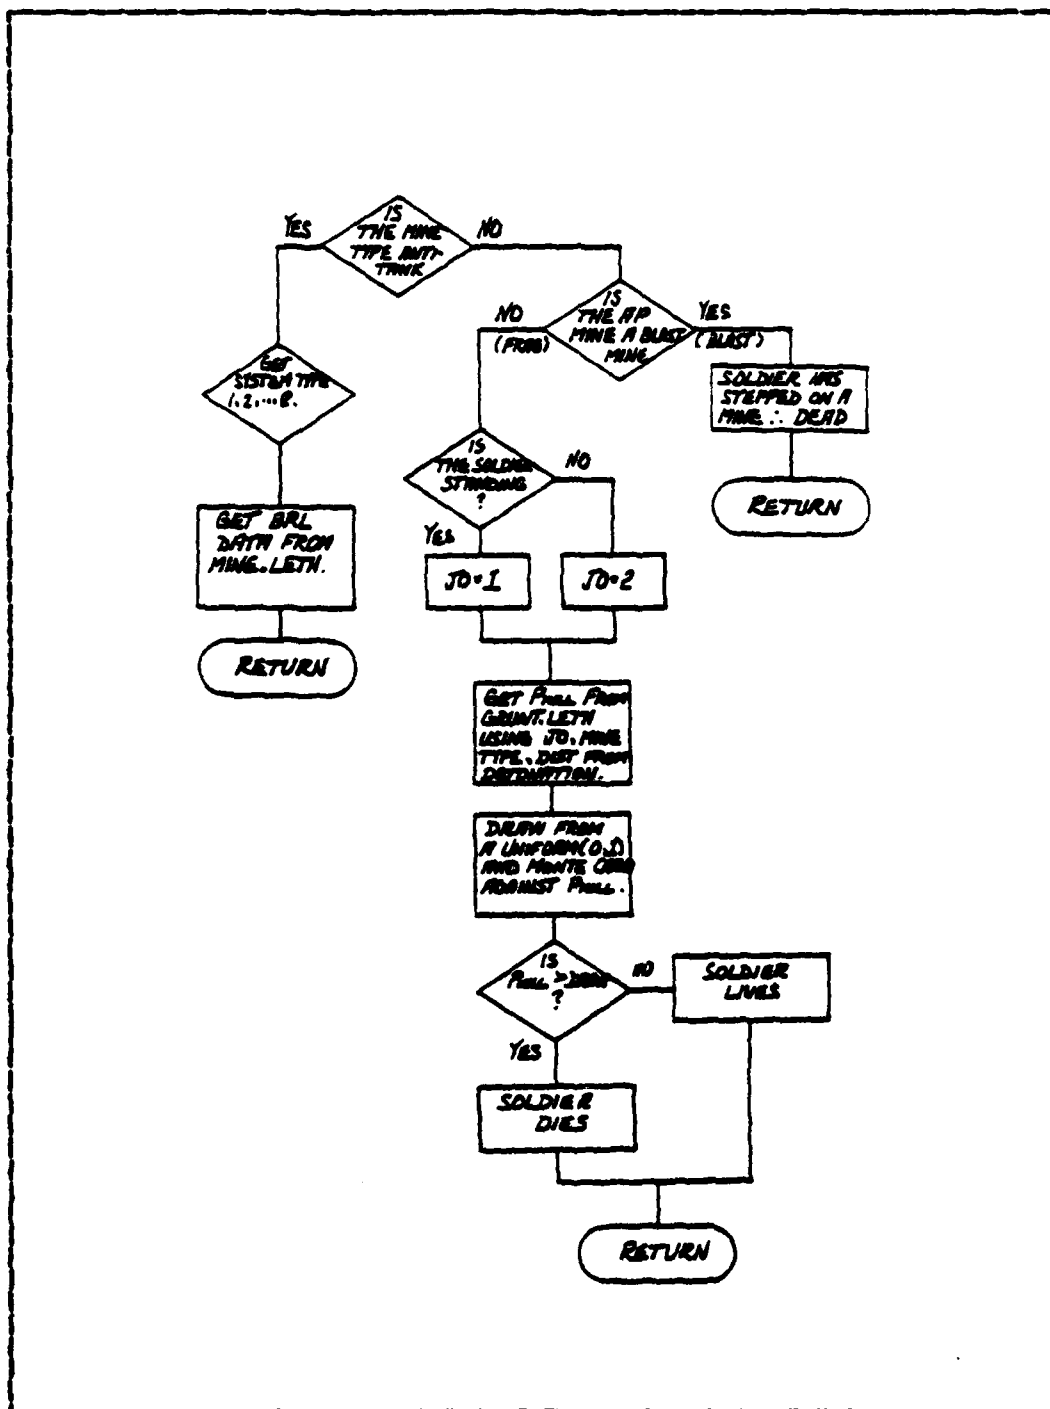 YES
IS
THE MINE
TYPE ANTI-
TANK
NO
IS
THE AP
MINE A BLAST
MINE
NO
(FRAG)
YES
(BLAST)
GET
SYSTEM TYPE
1, 2, ... 8.
SOLDIER HAS
STEPPED ON A
MINE ∴ DEAD
RETURN
IS
THE SOLDIER
STANDING
?
NO
YES
GET BRL
DATA FROM
MINE.LETH.
JO=1
JO=2
RETURN
GET PKILL FROM
GRUNT.LETH
USING JO, MINE
TYPE, DIST FROM
DETONATION.
DRAW FROM
A UNIFORM(0,1)
AND MONTE CARLO
AGAINST PKILL.
IS
PKILL > DRAW
?
NO
SOLDIER
LIVES
YES
SOLDIER
DIES
RETURN